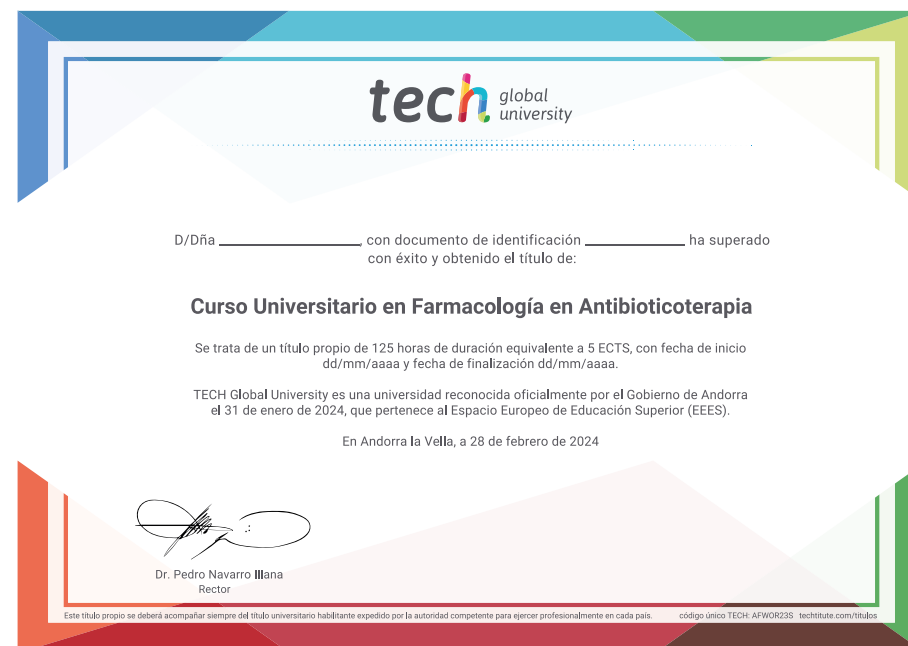 tech global university
D/Dña ______________, con documento de identificación __________ ha superado
con éxito y obtenido el título de:
Curso Universitario en Farmacología en Antibioticoterapia
Se trata de un título propio de 125 horas de duración equivalente a 5 ECTS, con fecha de inicio
dd/mm/aaaa y fecha de finalización dd/mm/aaaa.
TECH Global University es una universidad reconocida oficialmente por el Gobierno de Andorra
el 31 de enero de 2024, que pertenece al Espacio Europeo de Educación Superior (EEES).
En Andorra la Vella, a 28 de febrero de 2024
Dr. Pedro Navarro Illana
Rector
Este título propio se deberá acompañar siempre del título universitario habilitante expedido por la autoridad competente para ejercer profesionalmente en cada país. código único TECH: AFWOR23S techtitute.com/titulos